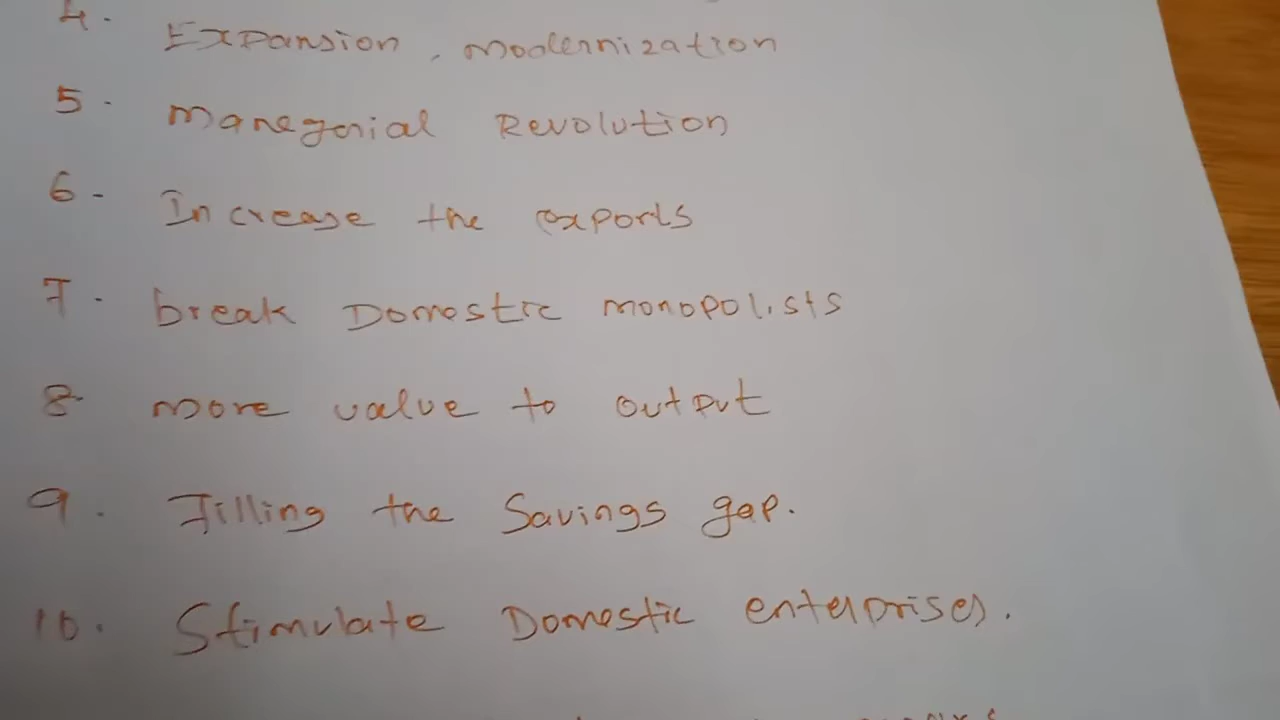 4. Expansion, modernization
5. Manegerial Revolution
6. Increase the exports
7. break Domestic monopolists
8 more value to output
9. Filling the Savings gap.
10. Stimulate Domestic enterprises.